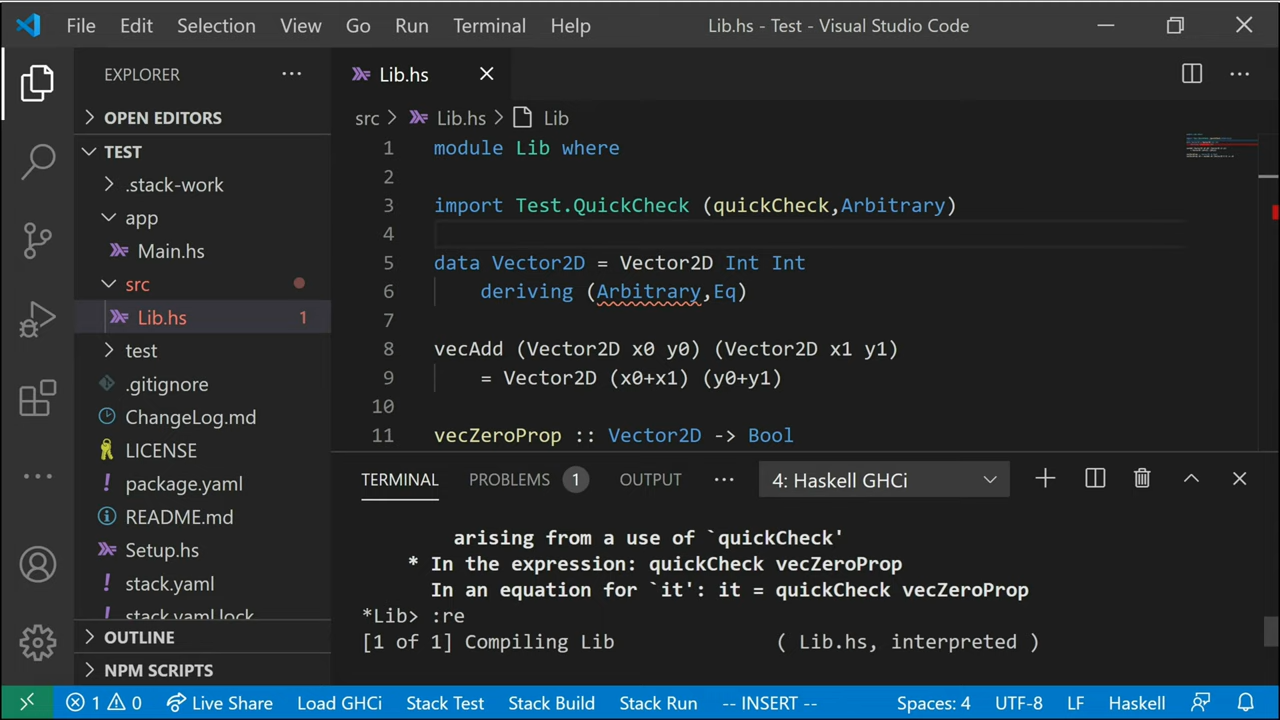 File Edit Selection View Go Run Terminal Help Lib.hs - Test - Visual Studio Code
EXPLORER
OPEN EDITORS
TEST
.stack-work
app
Main.hs
src
Lib.hs 1
test
.gitignore
ChangeLog.md
LICENSE
package.yaml
README.md
Setup.hs
stack.yaml
stack.yaml.lock
OUTLINE
NPM SCRIPTS
Lib.hs
src > Lib.hs > Lib
1 module Lib where
2
3 import Test.QuickCheck (quickCheck,Arbitrary)
4
5 data Vector2D = Vector2D Int Int
6 deriving (Arbitrary,Eq)
7
8 vecAdd (Vector2D x0 y0) (Vector2D x1 y1)
9 = Vector2D (x0+x1) (y0+y1)
10
11 vecZeroProp :: Vector2D -> Bool
TERMINAL PROBLEMS 1 OUTPUT ··· 4: Haskell GHCi
arising from a use of `quickCheck'
* In the expression: quickCheck vecZeroProp
In an equation for `it': it = quickCheck vecZeroProp
*Lib> :re
[1 of 1] Compiling Lib ( Lib.hs, interpreted )
1 0 Live Share Load GHCi Stack Test Stack Build Stack Run -- INSERT -- Spaces: 4 UTF-8 LF Haskell